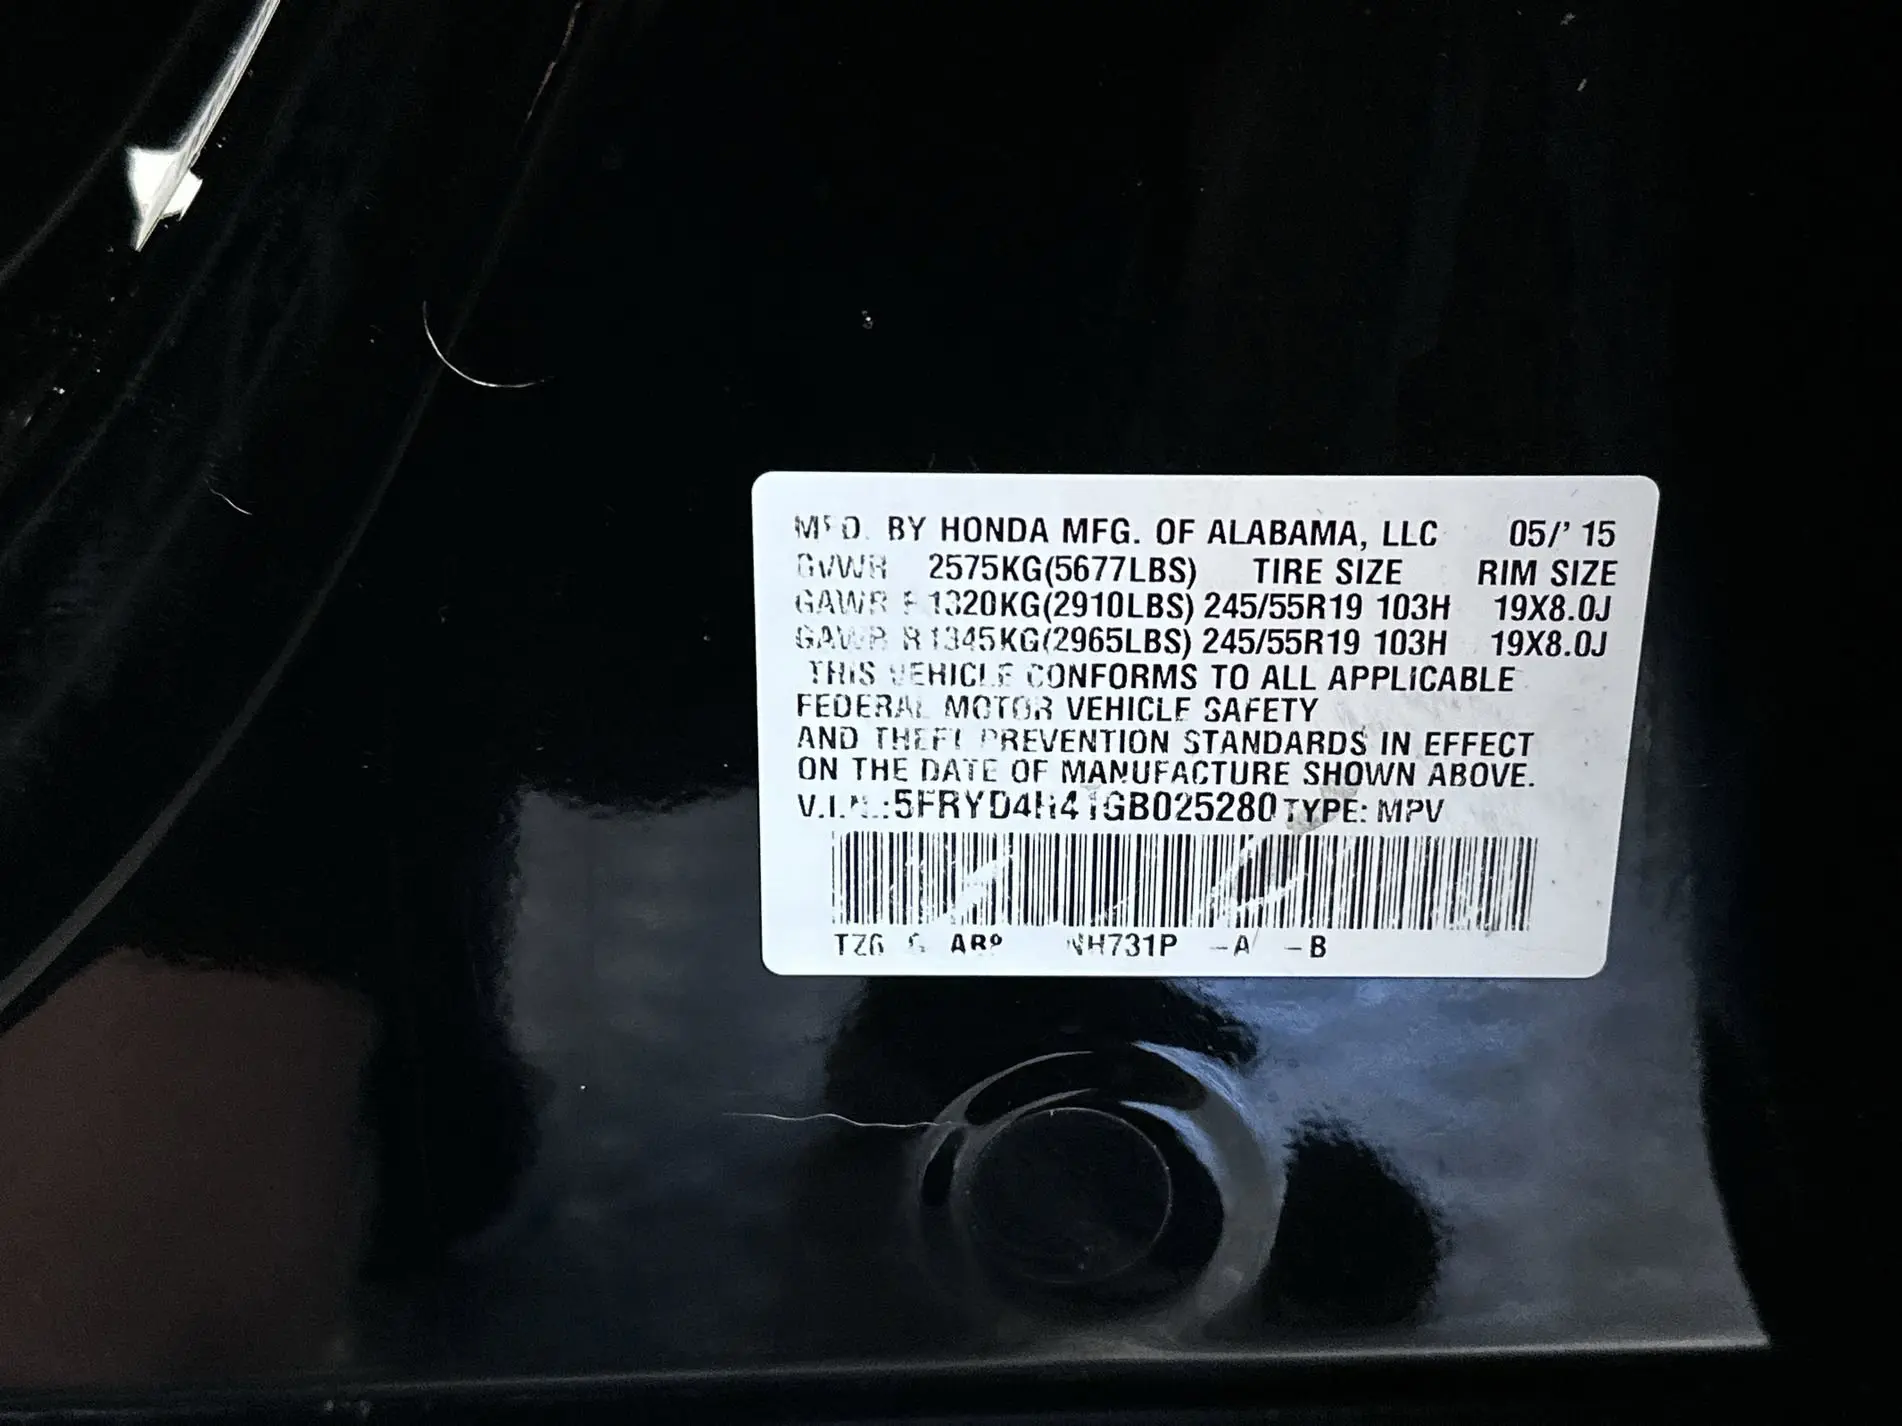 MFD. BY HONDA MFG. OF ALABAMA, LLC 05/' 15
GVWR 2575KG(5677LBS) TIRE SIZE RIM SIZE
GAWR F 1320KG(2910LBS) 245/55R19 103H 19X8.0J
GAWR R 1345KG(2965LBS) 245/55R19 103H 19X8.0J
THIS VEHICLE CONFORMS TO ALL APPLICABLE
FEDERAL MOTOR VEHICLE SAFETY
AND THEFT PREVENTION STANDARDS IN EFFECT
ON THE DATE OF MANUFACTURE SHOWN ABOVE.
V.I.N.:5FRYD4H41GB025280 TYPE: MPV
TZ6 NH731P -A -B